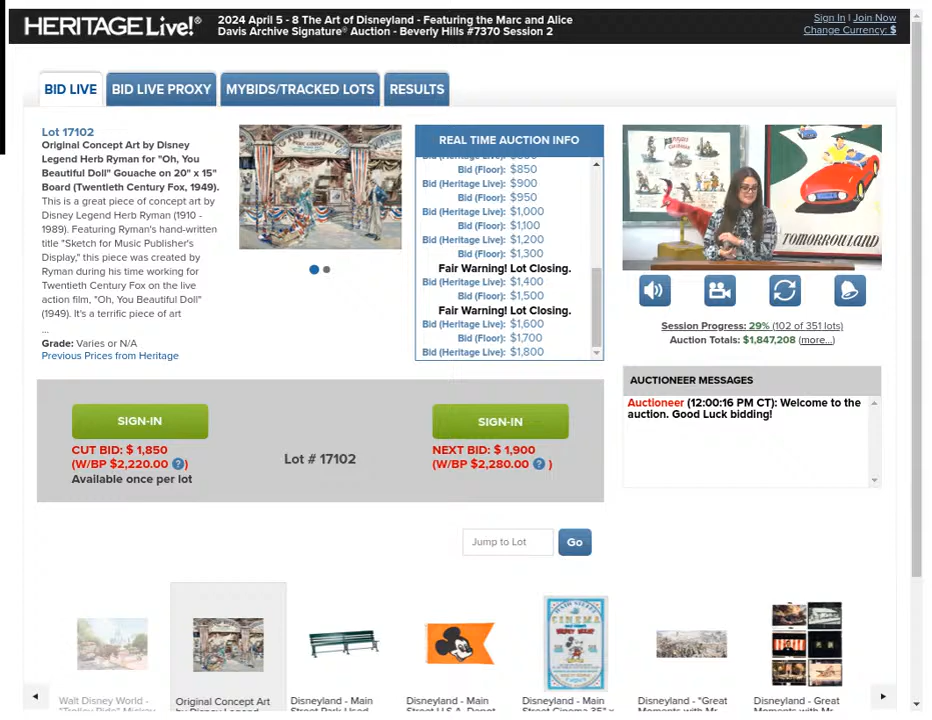 HERITAGE Live!®
2024 April 5 - 8 The Art of Disneyland - Featuring the Marc and Alice
Davis Archive Signature® Auction - Beverly Hills #7370 Session 2
Sign In | Join Now
Change Currency: $
BID LIVE
BID LIVE PROXY
MYBIDS/TRACKED LOTS
RESULTS
Lot 17102
Original Concept Art by Disney
Legend Herb Ryman for "Oh, You
Beautiful Doll" Gouache on 20" x 15"
Board (Twentieth Century Fox, 1949).
This is a great piece of concept art by
Disney Legend Herb Ryman (1910 -
1989). Featuring Ryman's hand-written
title "Sketch for Music Publisher's
Display," this piece was created by
Ryman during his time working for
Twentieth Century Fox on the live
action film, "Oh, You Beautiful Doll"
(1949). It's a terrific piece of art
...
Grade: Varies or N/A
Previous Prices from Heritage
REAL TIME AUCTION INFO
Bid (Floor): $850
Bid (Heritage Live): $900
Bid (Floor): $950
Bid (Heritage Live): $1,000
Bid (Floor): $1,100
Bid (Heritage Live): $1,200
Bid (Floor): $1,300
Fair Warning! Lot Closing.
Bid (Heritage Live): $1,400
Bid (Floor): $1,500
Fair Warning! Lot Closing.
Bid (Heritage Live): $1,600
Bid (Floor): $1,700
Bid (Heritage Live): $1,800
TOMORROWLAND
Session Progress: 29% (102 of 351 lots)
Auction Totals: $1,847,208 (more...)
AUCTIONEER MESSAGES
Auctioneer (12:00:16 PM CT): Welcome to the
auction. Good Luck bidding!
SIGN-IN
CUT BID: $ 1,850
(W/BP $2,220.00 ?)
Available once per lot
Lot # 17102
SIGN-IN
NEXT BID: $ 1,900
(W/BP $2,280.00 ? )
Jump to Lot
Go
CINEMA
Walt Disney World -
Original Concept Art
Disneyland - Main
Disneyland - Main
Disneyland - Main
Disneyland - "Great
Disneyland - Great